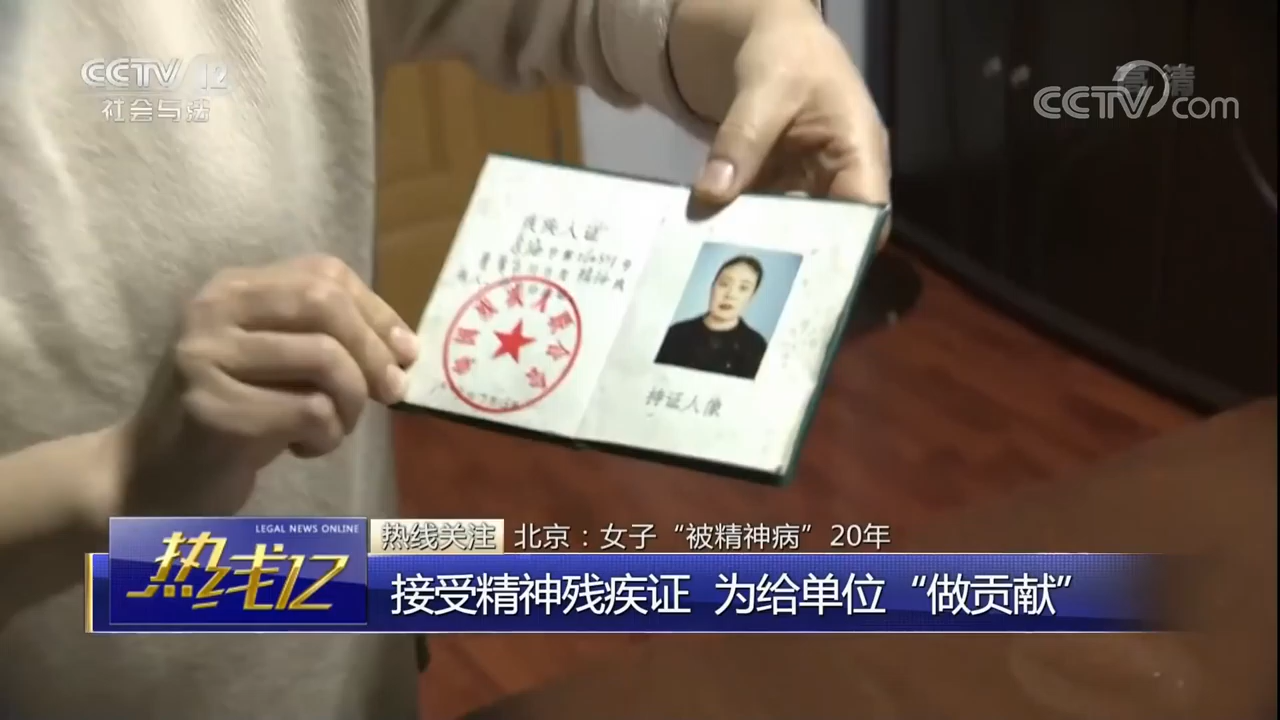 CCTV 12
社会与法
高清
CCTV.com
残疾人证
持证人像
LEGAL NEWS ONLINE
热线12
热线关注
北京：女子“被精神病”20年
接受精神残疾证 为给单位“做贡献”